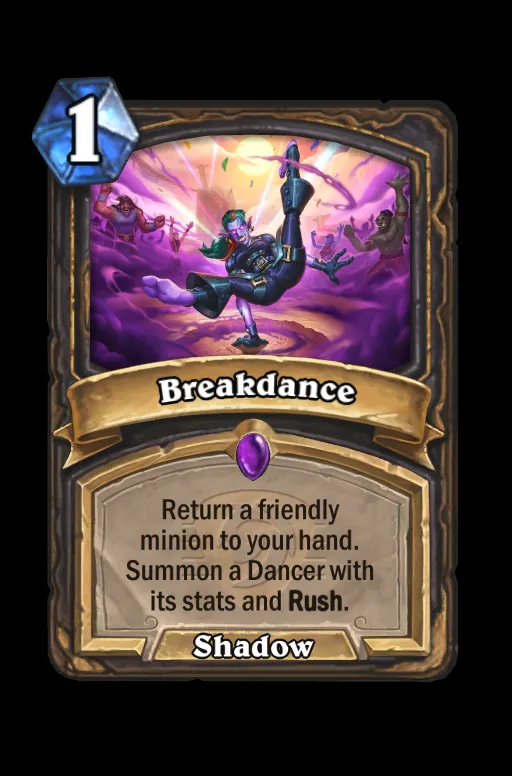 1
Breakdance
Return a friendly
minion to your hand.
Summon a Dancer with
its stats and Rush.
Shadow